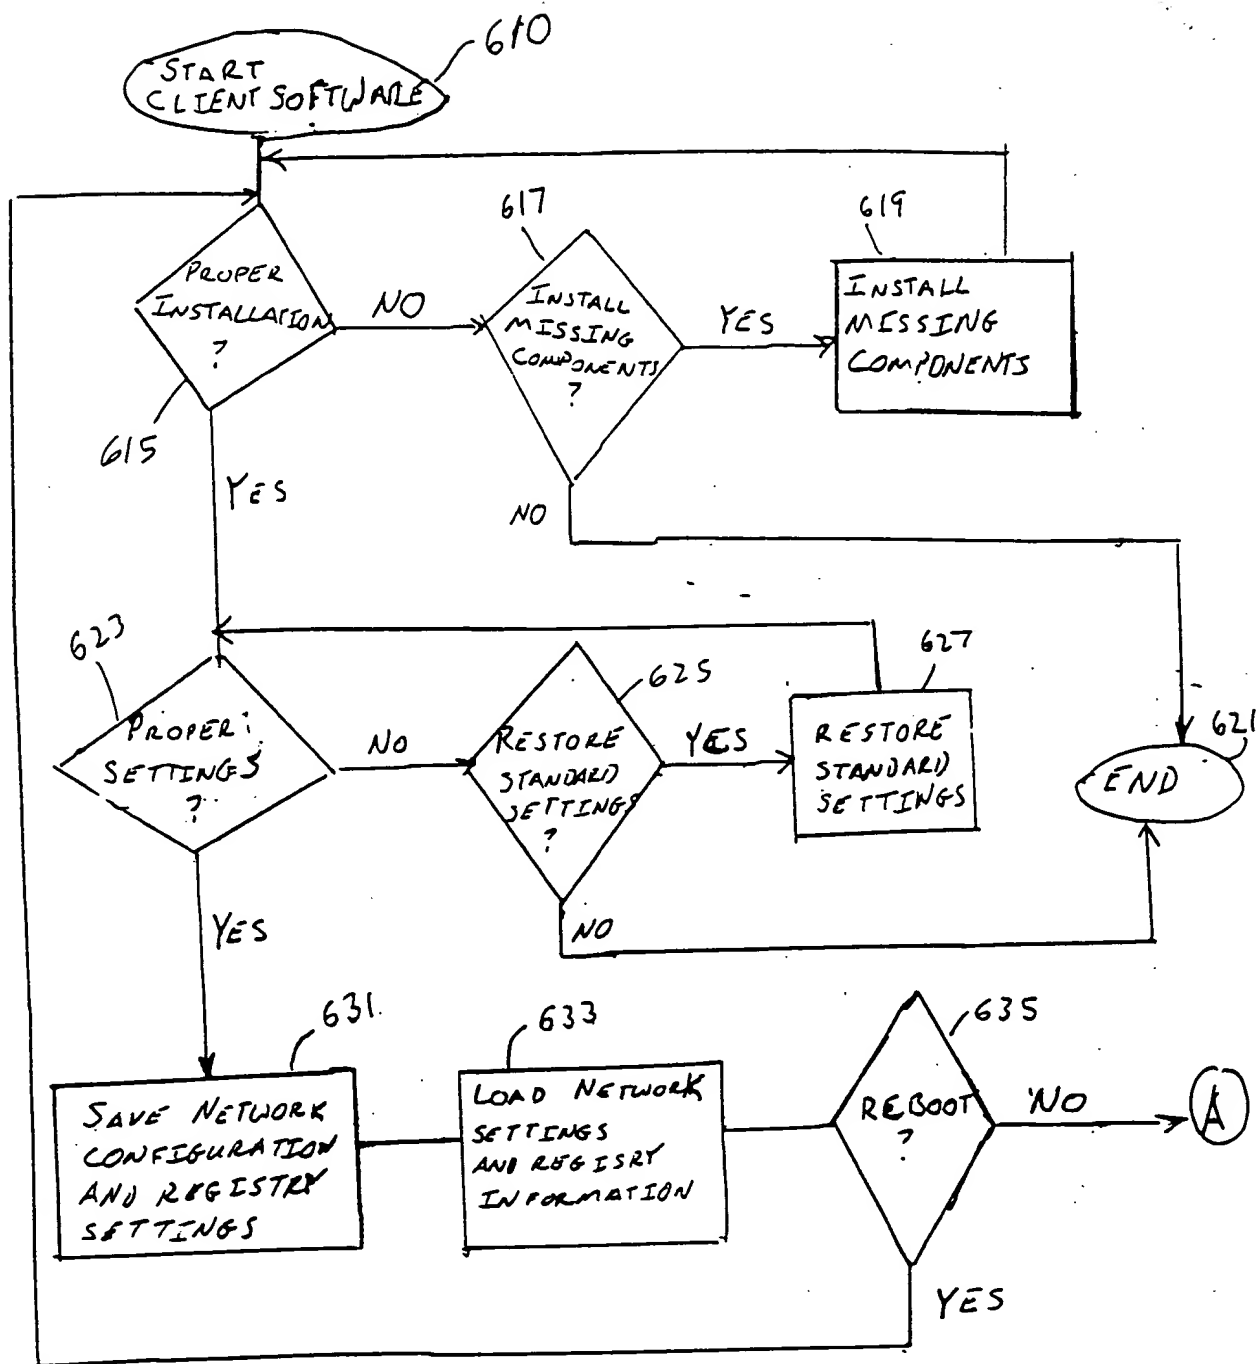 610
START
CLIENT SOFTWARE
617
619
PROPER
INSTALLATION
?
NO
INSTALL
MISSING
COMPONENTS
?
YES
INSTALL
MISSING
COMPONENTS
615
YES
NO
623
625
627
621
PROPER
SETTINGS
?
NO
RESTORE
STANDARD
SETTINGS
?
YES
RESTORE
STANDARD
SETTINGS
END
YES
NO
631
633
635
SAVE NETWORK
CONFIGURATION
AND REGISTRY
SETTINGS
LOAD NETWORK
SETTINGS
AND REGISRY
INFORMATION
REBOOT
?
NO
A
YES